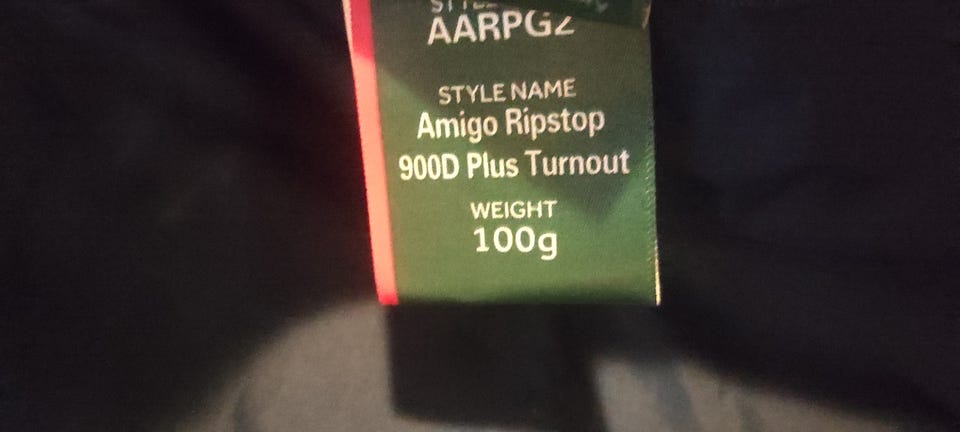 AARPG2
STYLE NAME
Amigo Ripstop
900D Plus Turnout
WEIGHT
100g